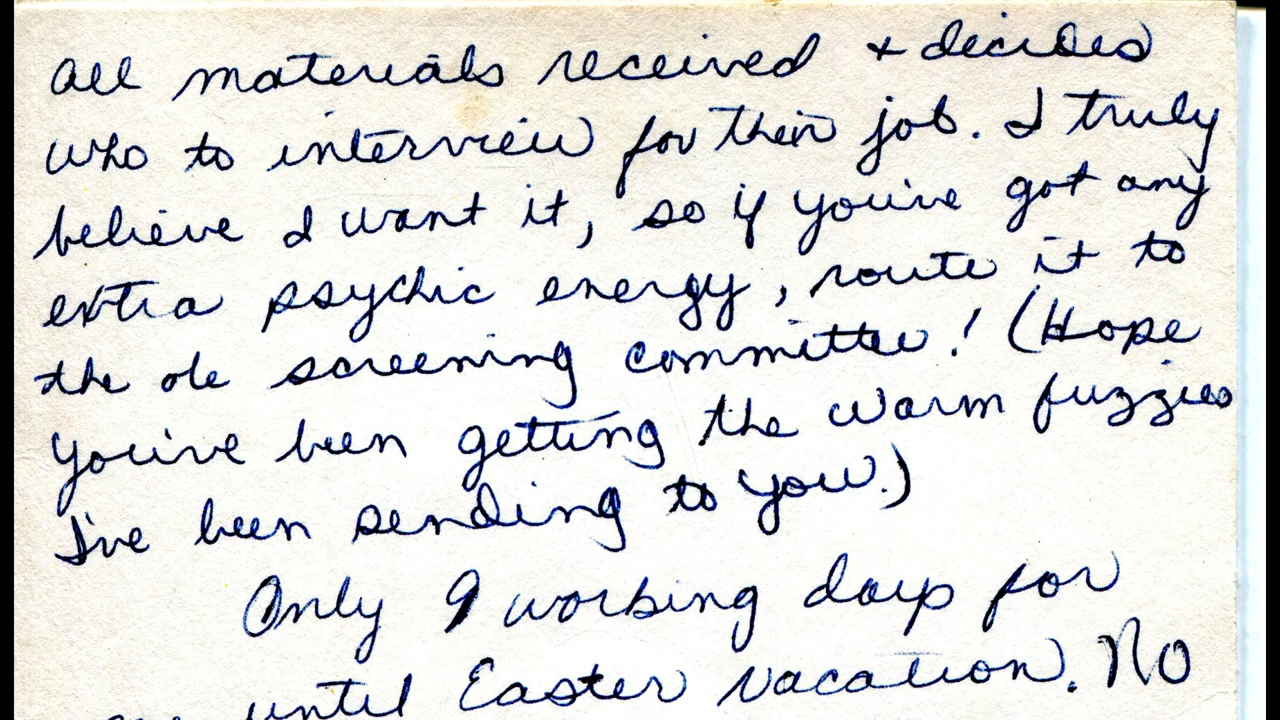 all materials received + decides
who to interview for their job. I truly
believe I want it, so if you've got any
extra psychic energy, route it to
the ole screening committee! (Hope
you've been getting the warm fuzzies
I've been sending to you.)
Only 9 working days for
until Easter vacation. No